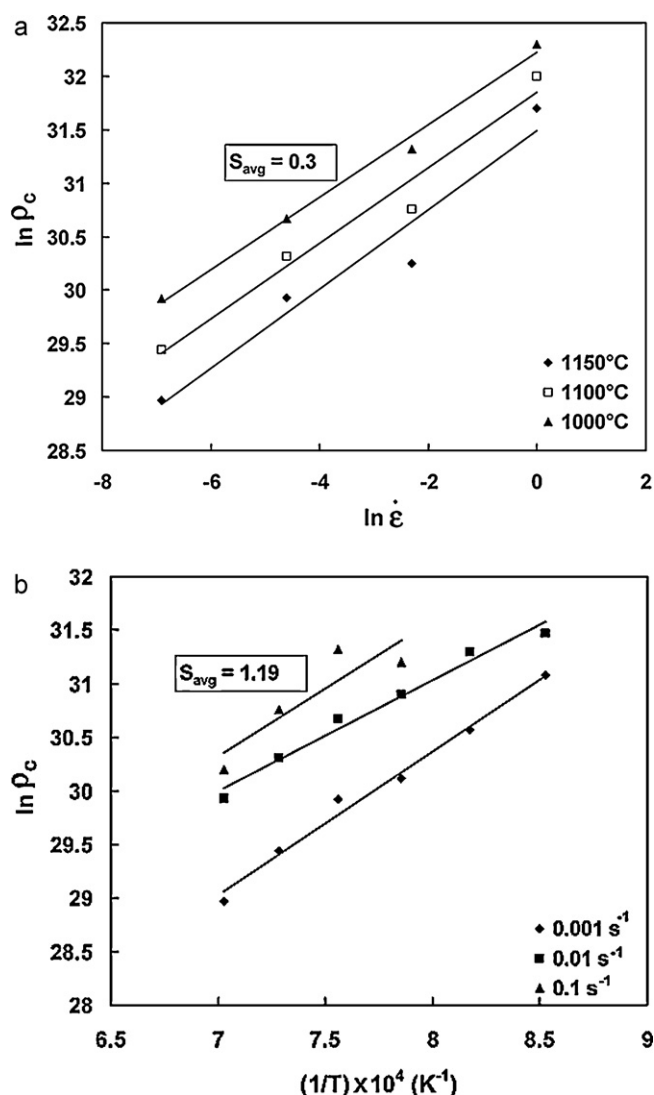 a
32.5
32
31.5
31
30.5
30
29.5
29
28.5
ln ρc
Savg = 0.3
1150°C
1100°C
1000°C
-8 -6 -4 -2 0 2
ln ε̇
b
32
31.5
31
30.5
30
29.5
29
28.5
28
ln ρc
Savg = 1.19
0.001 s-1
0.01 s-1
0.1 s-1
6.5 7 7.5 8 8.5 9
(1/T) x10⁴ (K-1)